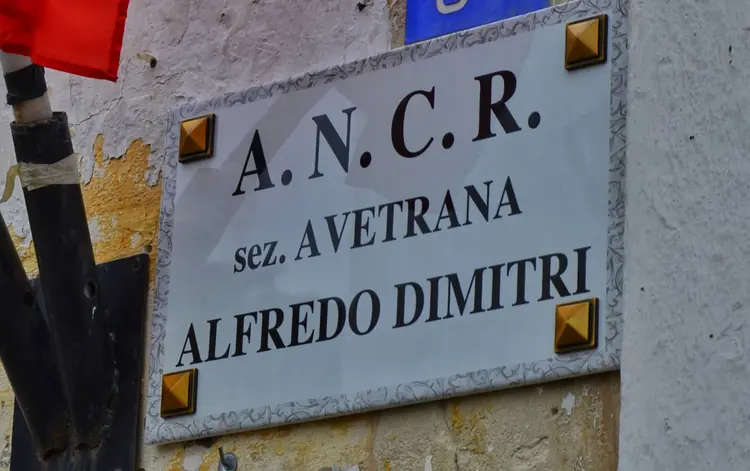 A.N.C.R.
sez. AVETRANA
ALFREDO DIMITRI